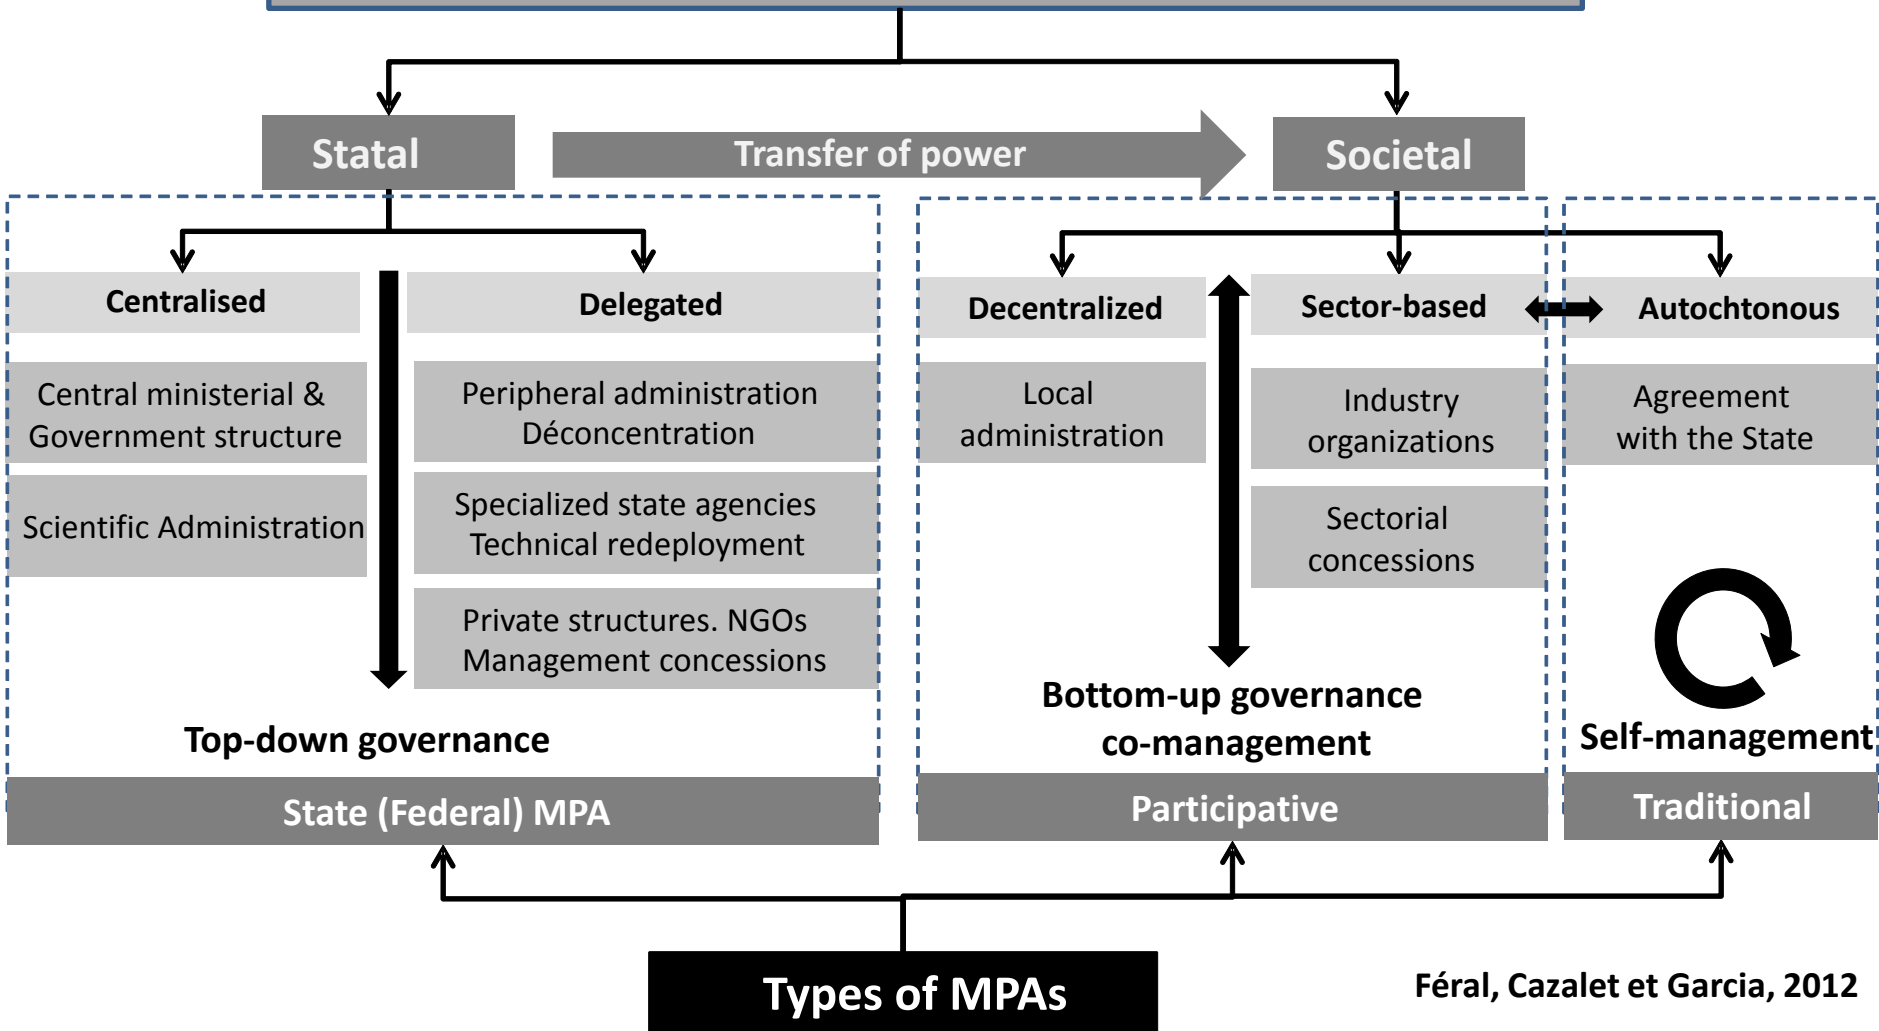 Statal
Transfer of power
Societal
Centralised
Delegated
Decentralized
Sector-based
Autochtonous
Central ministerial &
Government structure
Scientific Administration
Peripheral administration
Déconcentration
Specialized state agencies
Technical redeployment
Private structures. NGOs
Management concessions
Local
administration
Industry
organizations
Sectorial
concessions
Agreement
with the State
Top-down governance
Bottom-up governance
co-management
Self-management
State (Federal) MPA
Participative
Traditional
Types of MPAs
Féral, Cazalet et Garcia, 2012